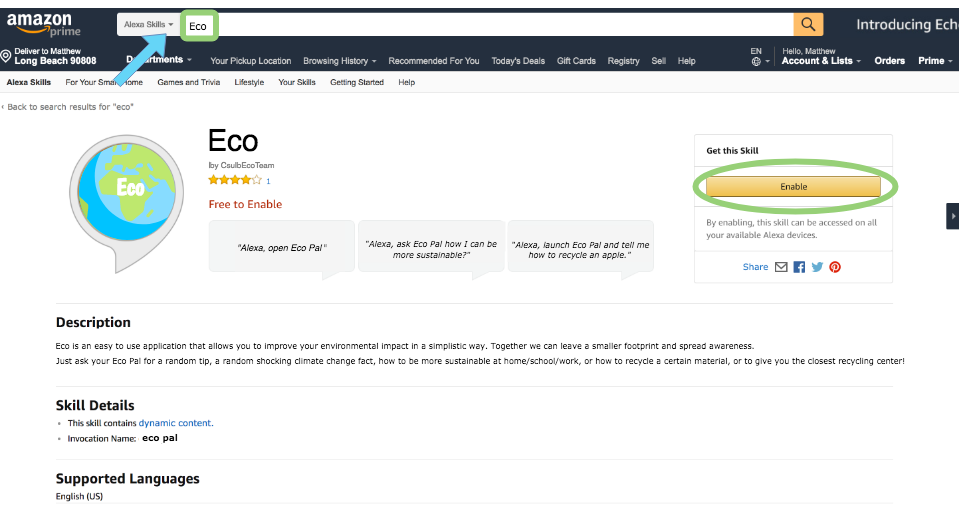 amazon
prime
Alexa Skills
Eco
Introducing Ech
Deliver to Matthew
Long Beach 90808
Departments
Your Pickup Location Browsing History Recommended For You Today's Deals Gift Cards Registry Sell Help
EN
Hello, Matthew
Account & Lists Orders Prime
Alexa Skills For Your Smart Home Games and Trivia Lifestyle Your Skills Getting Started Help
‹ Back to search results for "eco"
Eco
Eco
by CsulbEcoTeam
1
Free to Enable
"Alexa, open Eco Pal"
"Alexa, ask Eco Pal how I can be
more sustainable?"
"Alexa, launch Eco Pal and tell me
how to recycle an apple."
Get this Skill
Enable
By enabling, this skill can be accessed on all
your available Alexa devices.
Share
Description
Eco is an easy to use application that allows you to improve your environmental impact in a simplistic way. Together we can leave a smaller footprint and spread awareness.
Just ask your Eco Pal for a random tip, a random shocking climate change fact, how to be more sustainable at home/school/work, or how to recycle a certain material, or to give you the closest recycling center!
Skill Details
• This skill contains dynamic content.
• Invocation Name: eco pal
Supported Languages
English (US)